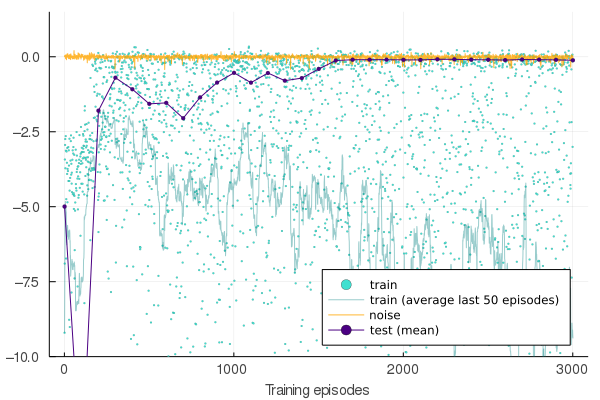 0.0
−2.5
−5.0
−7.5
−10.0
0
1000
2000
3000
Training episodes
train
train (average last 50 episodes)
noise
test (mean)